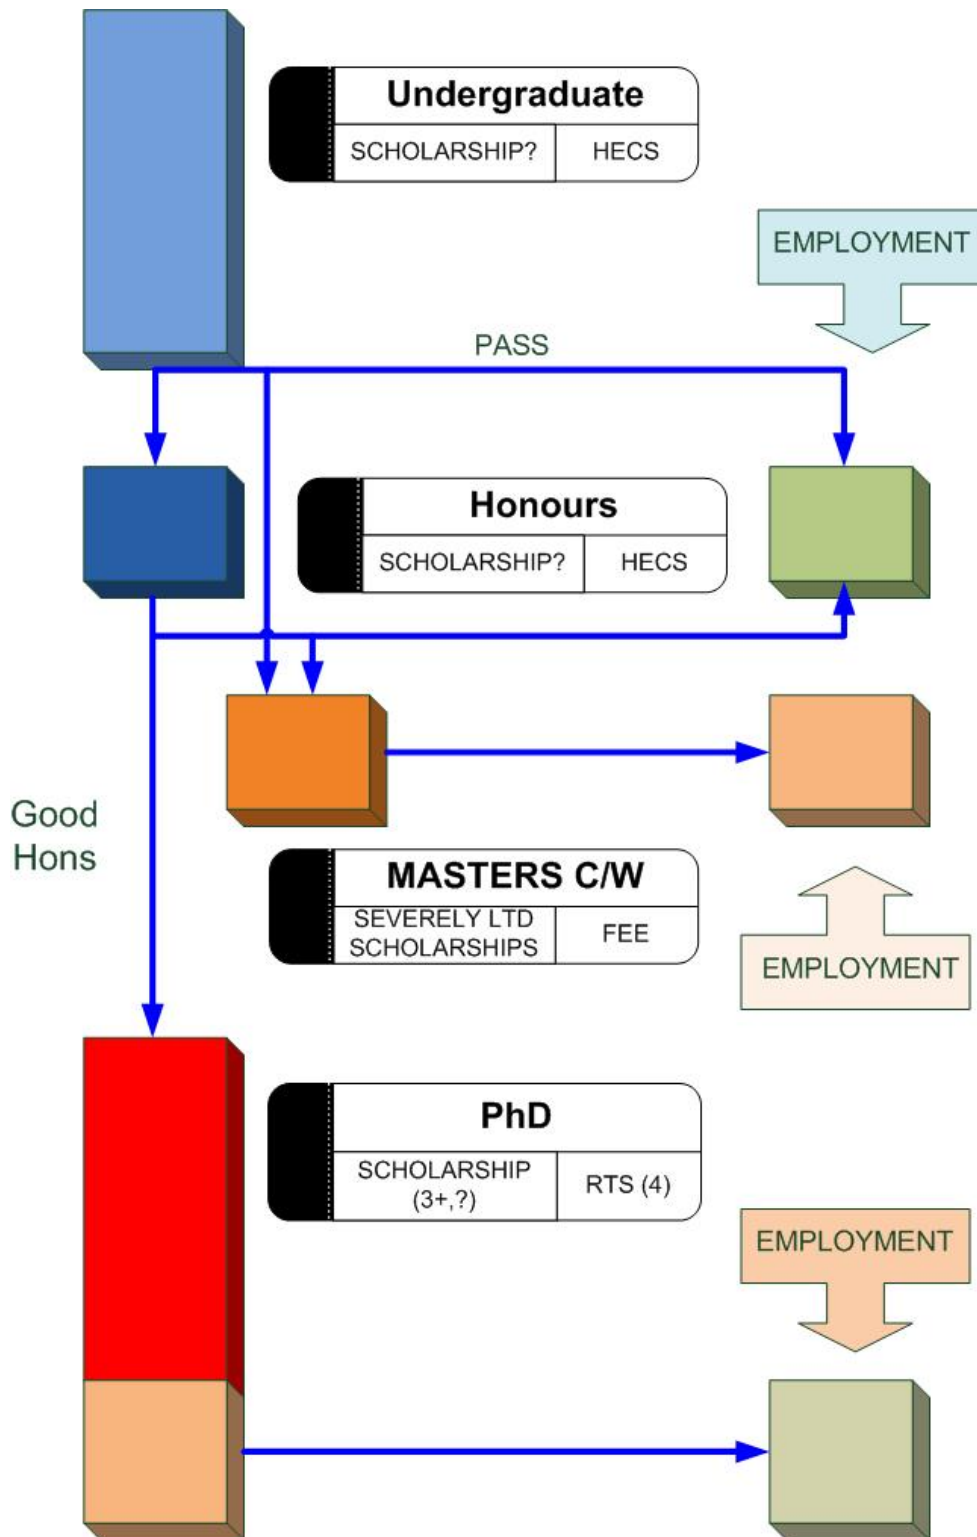 Undergraduate
SCHOLARSHIP? HECS
EMPLOYMENT
PASS
Honours
SCHOLARSHIP? HECS
Good
Hons
MASTERS C/W
SEVERELY LTD
SCHOLARSHIPS
FEE
EMPLOYMENT
PhD
SCHOLARSHIP
(3+,?)
RTS (4)
EMPLOYMENT